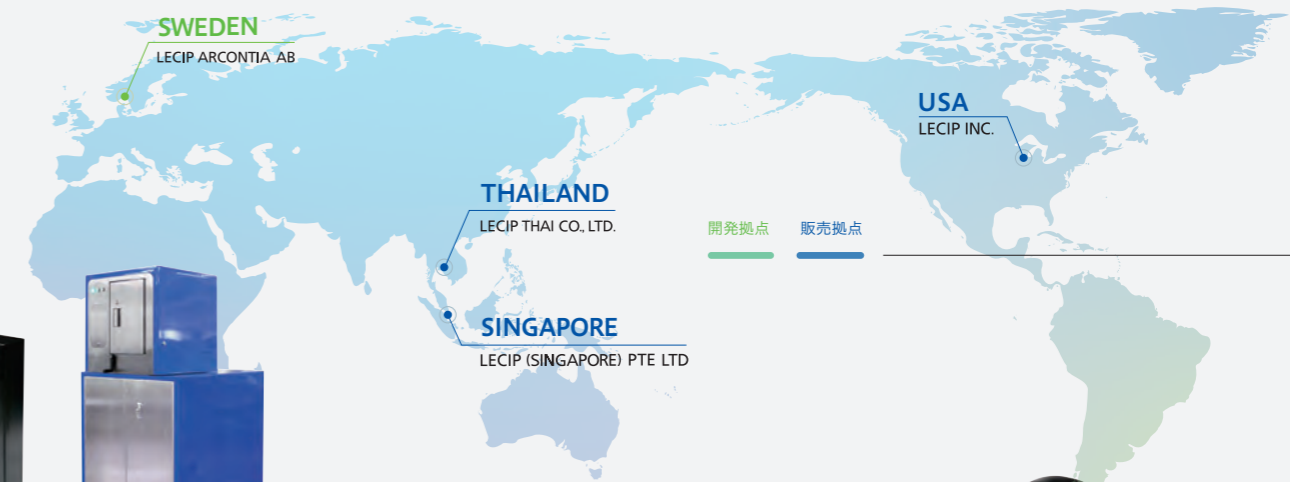 SWEDEN
LECIP ARCONTIA AB
USA
LECIP INC.
THAILAND
LECIP THAI CO., LTD.
開発拠点
販売拠点
SINGAPORE
LECIP (SINGAPORE) PTE LTD